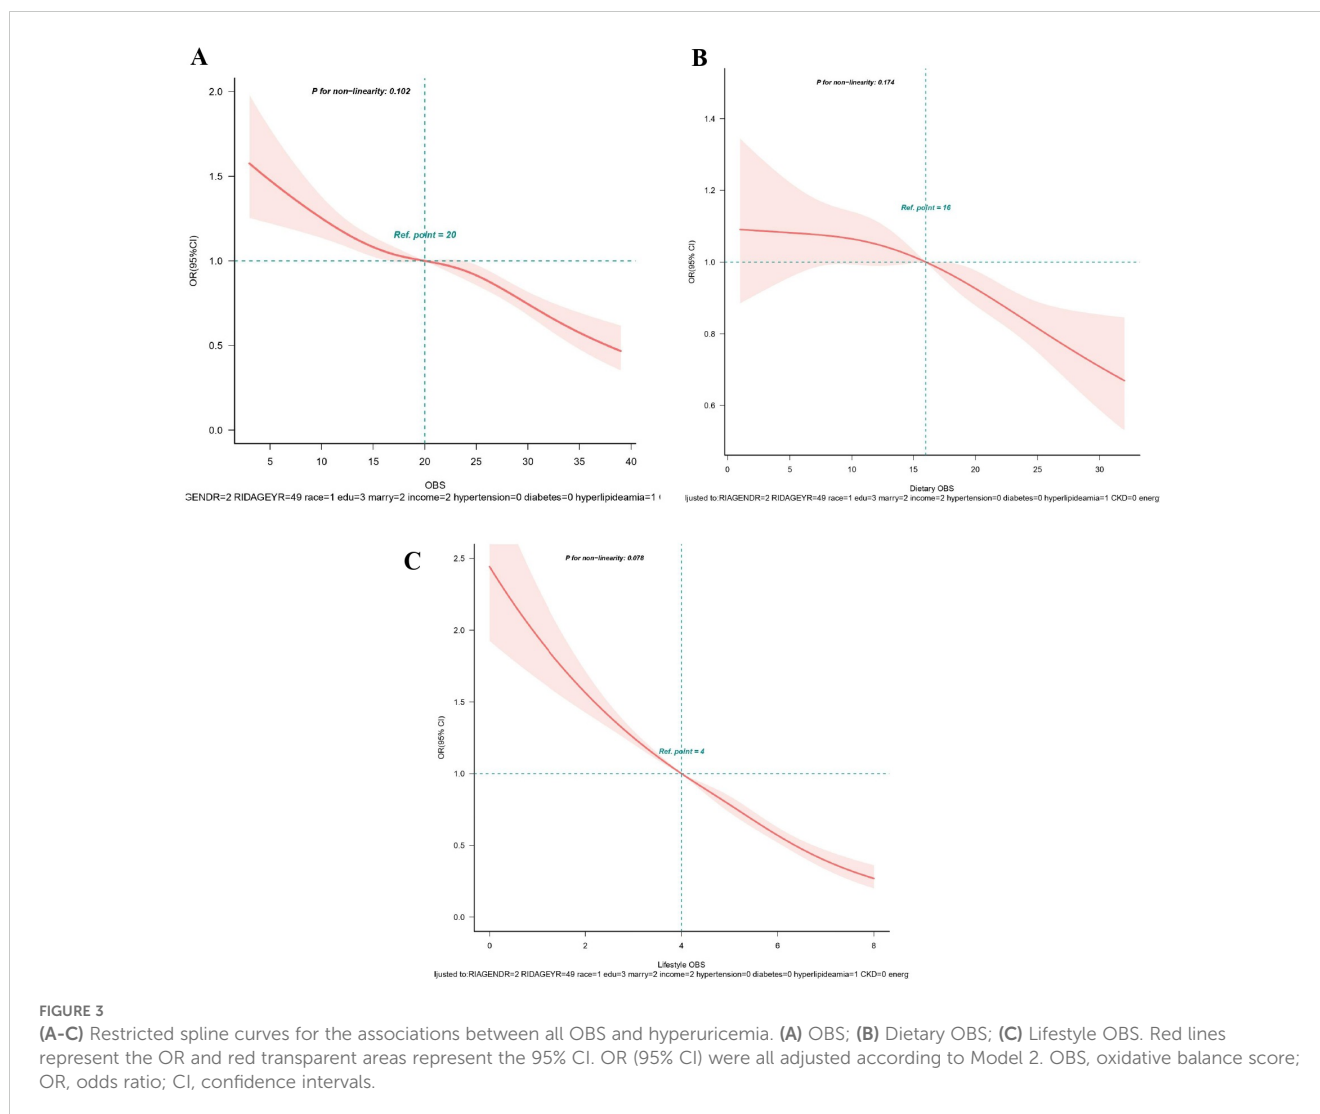 A
P for non-linearity: 0.102
2.0
1.5
1.0
0.5
0.0
OR(95%CI)
Ref. point = 20
5 10 15 20 25 30 35 40
OBS
GENDR=2 RIDAGEYR=49 race=1 edu=3 marry=2 income=2 hypertension=0 diabetes=0 hyperlipideamia=1
B
P for non-linearity: 0.174
1.4
1.2
1.0
0.8
0.6
OR(95% CI)
Ref. point = 16
0 5 10 15 20 25 30
Dietary OBS
ljusted to:RIAGENDR=2 RIDAGEYR=49 race=1 edu=3 marry=2 income=2 hypertension=0 diabetes=0 hyperlipideamia=1 CKD=0 energ
C
P for non-linearity: 0.078
2.5
2.0
1.5
1.0
0.5
0.0
OR(95% CI)
Ref. point = 4
0 2 4 6 8
Lifestyle OBS
ljusted to:RIAGENDR=2 RIDAGEYR=49 race=1 edu=3 marry=2 income=2 hypertension=0 diabetes=0 hyperlipideamia=1 CKD=0 energ
FIGURE 3
(A-C) Restricted spline curves for the associations between all OBS and hyperuricemia. (A) OBS; (B) Dietary OBS; (C) Lifestyle OBS. Red lines
represent the OR and red transparent areas represent the 95% CI. OR (95% CI) were all adjusted according to Model 2. OBS, oxidative balance score;
OR, odds ratio; CI, confidence intervals.